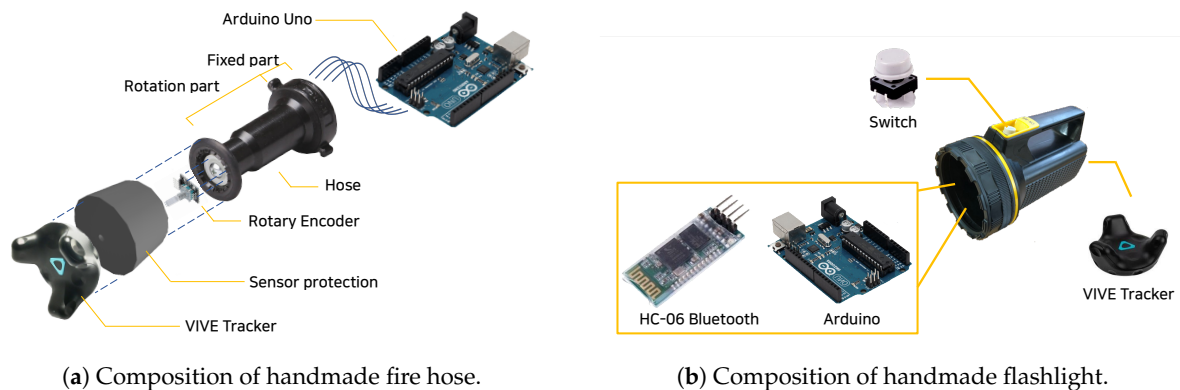 Arduino Uno
Fixed part
Rotation part
Hose
Rotary Encoder
Sensor protection
VIVE Tracker
(a) Composition of handmade fire hose.
Switch
HC-06 Bluetooth
Arduino
VIVE Tracker
(b) Composition of handmade flashlight.